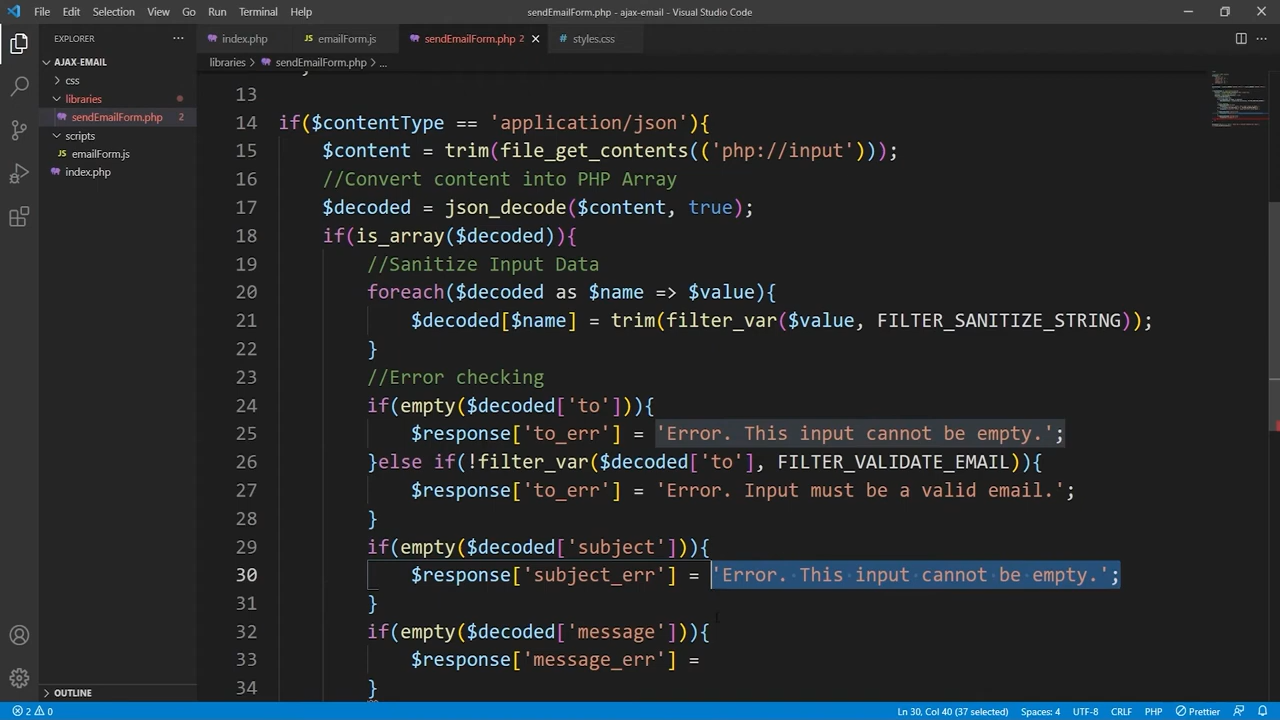 File Edit Selection View Go Run Terminal Help sendEmailForm.php - ajax-email - Visual Studio Code
EXPLORER ...
index.php emailForm.js sendEmailForm.php 2 styles.css
AJAX-EMAIL
libraries > sendEmailForm.php > ...
css
libraries
sendEmailForm.php 2
scripts
emailForm.js
index.php
13
14 if($contentType == 'application/json'){
15 $content = trim(file_get_contents(('php://input')));
16 //Convert content into PHP Array
17 $decoded = json_decode($content, true);
18 if(is_array($decoded)){
19 //Sanitize Input Data
20 foreach($decoded as $name => $value){
21 $decoded[$name] = trim(filter_var($value, FILTER_SANITIZE_STRING));
22 }
23 //Error checking
24 if(empty($decoded['to'])){
25 $response['to_err'] = 'Error. This input cannot be empty.';
26 }else if(!filter_var($decoded['to'], FILTER_VALIDATE_EMAIL)){
27 $response['to_err'] = 'Error. Input must be a valid email.';
28 }
29 if(empty($decoded['subject'])){
30 $response['subject_err'] = 'Error. This input cannot be empty.';
31 }
32 if(empty($decoded['message'])){
33 $response['message_err'] =
34 }
OUTLINE
2 0 Ln 30, Col 40 (37 selected) Spaces: 4 UTF-8 CRLF PHP Prettier